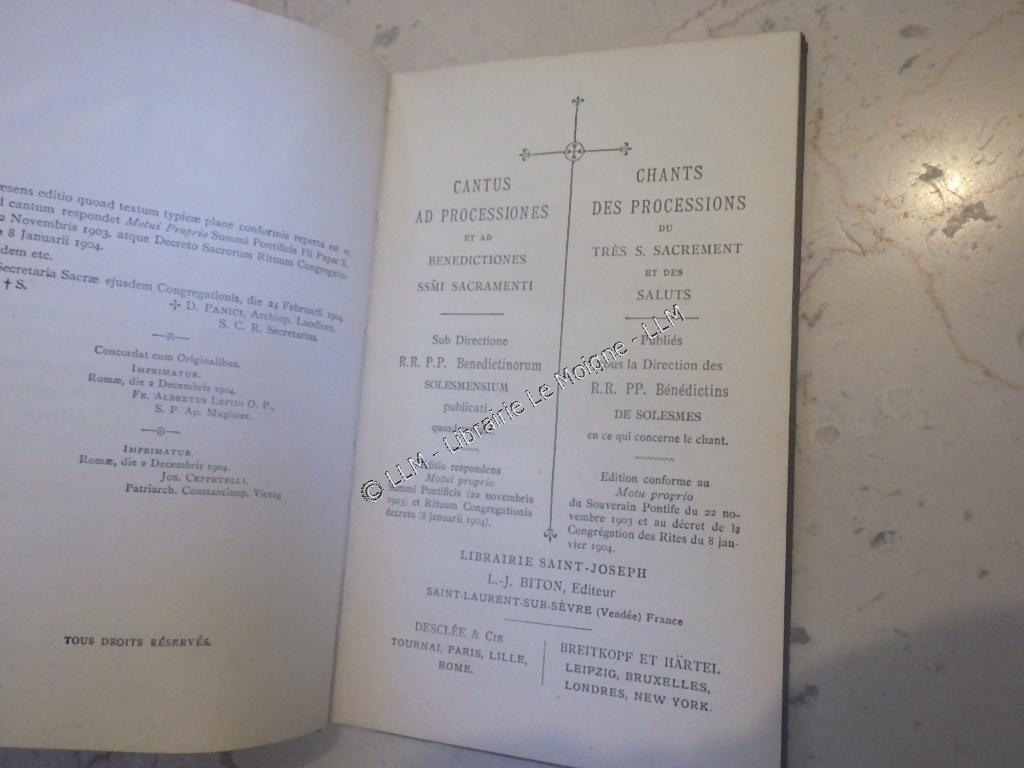 sens editio quoad textum typicæ plane conformis reperta est et
cantum respondet Motui Proprio Summi Pontificis Pii Papæ X,
Novembris 1903, atque Decreto Sacrorum Rituum Congregatio-
8 Januarii 1904.
dem etc.
Secretaria Sacræ ejusdem Congregationis, die 24 Februarii 1904.
† S.
✢ D. PANICI, Archiep. Laodicen.
S. C. R. Secretarius.
Concordat cum Originalibus.
IMPRIMATUR.
Romæ, die 2 Decembris 1904.
FR. ALBERTUS LEPIDI O. P.,
S. P. Ap. Magister.
IMPRIMATUR.
Romæ, die 2 Decembris 1904.
JOS. CEPPETELLI,
Patriarch. Constantinop. Vicesg
TOUS DROITS RÉSERVÉS.
CANTUS
AD PROCESSIONES
ET AD
BENEDICTIONES
SSM̃I SACRAMENTI
Sub Directione
R.R. P.P. Benedictinorum
SOLESMENSIUM
publicati
quoad
Editio respondens
Motui proprio
Summi Pontificis (22 novembris
1903) et Rituum Congregationis
decreto (8 januarii 1904).
CHANTS
DES PROCESSIONS
DU
TRÈS S. SACREMENT
ET DES
SALUTS
Publiés
sous la Direction des
R.R. PP. Bénédictins
DE SOLESMES
en ce qui concerne le chant.
Edition conforme au
Motu proprio
du Souverain Pontife du 22 no-
vembre 1903 et au décret de la
Congrégation des Rites du 8 jan-
vier 1904.
LIBRAIRIE SAINT-JOSEPH
L.-J. BITON, Editeur
SAINT-LAURENT-SUR-SÈVRE (Vendée) France
DESCLÉE & CIE
TOURNAI, PARIS, LILLE,
ROME.
BREITKOPF ET HÄRTEL
LEIPZIG, BRUXELLES,
LONDRES, NEW YORK.
© LLM - Librairie Le Moigne - LLM